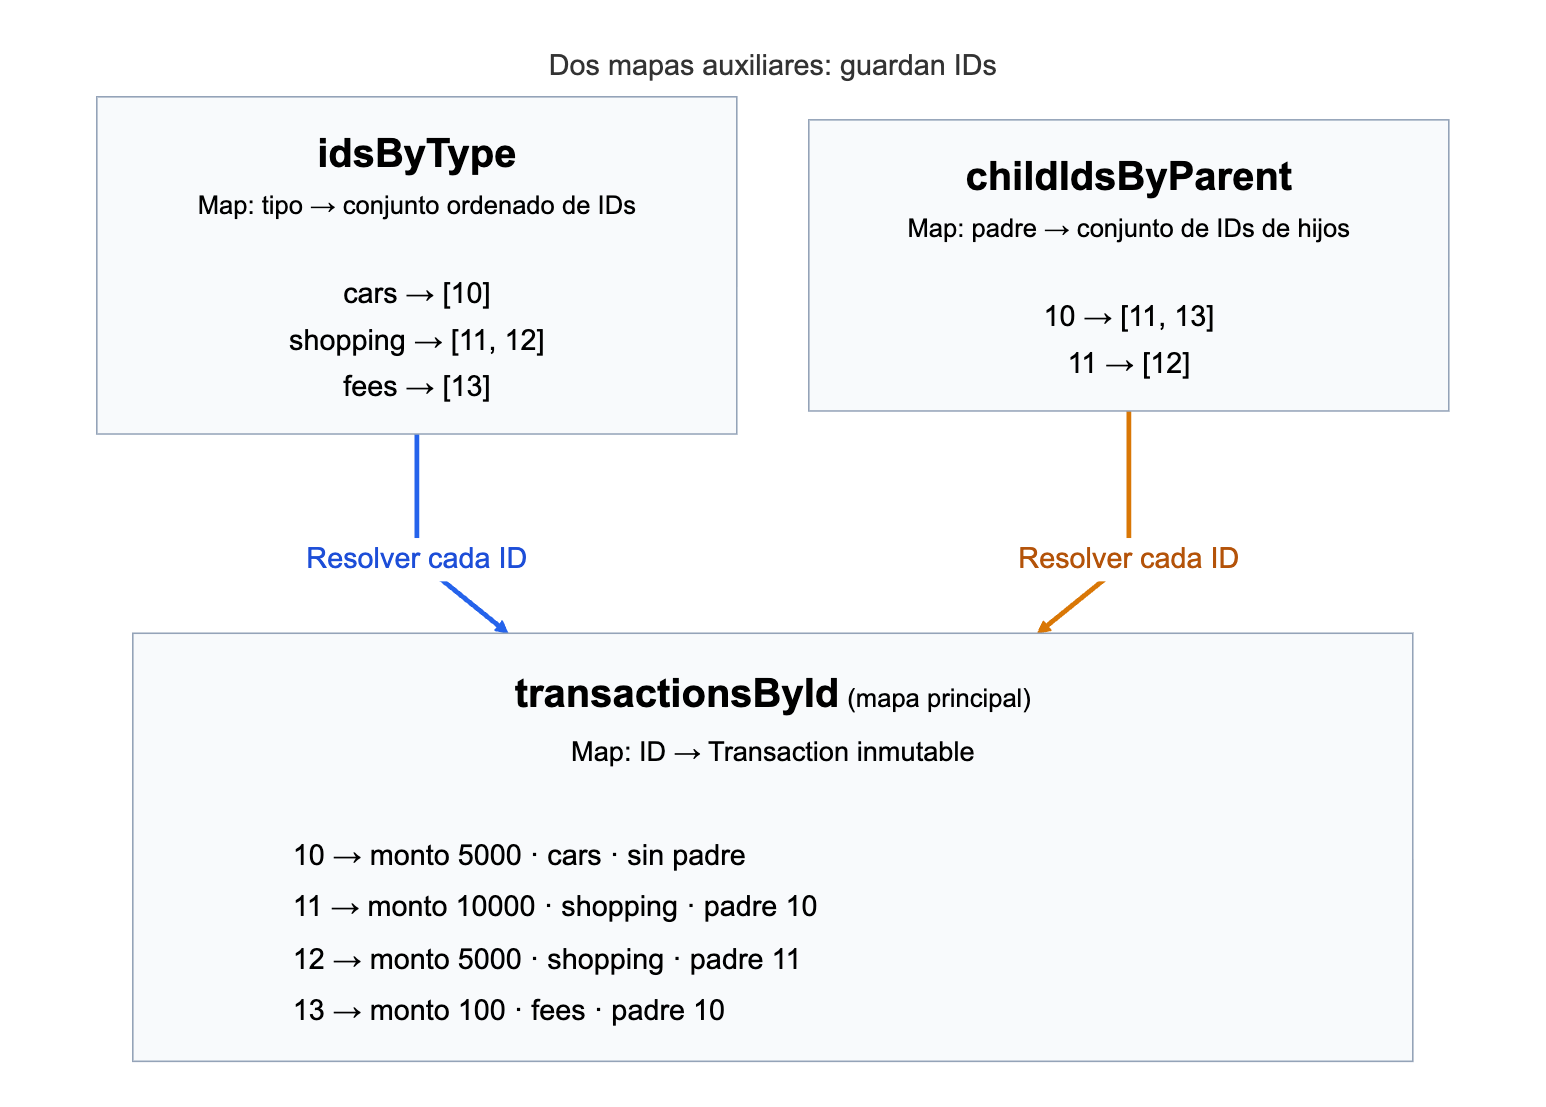 Dos mapas auxiliares: guardan IDs
idsByType
Map: tipo → conjunto ordenado de IDs
cars → [10]
shopping → [11, 12]
fees → [13]
childIdsByParent
Map: padre → conjunto de IDs de hijos
10 → [11, 13]
11 → [12]
Resolver cada ID
Resolver cada ID
transactionsById (mapa principal)
Map: ID → Transaction inmutable
10 → monto 5000 · cars · sin padre
11 → monto 10000 · shopping · padre 10
12 → monto 5000 · shopping · padre 11
13 → monto 100 · fees · padre 10